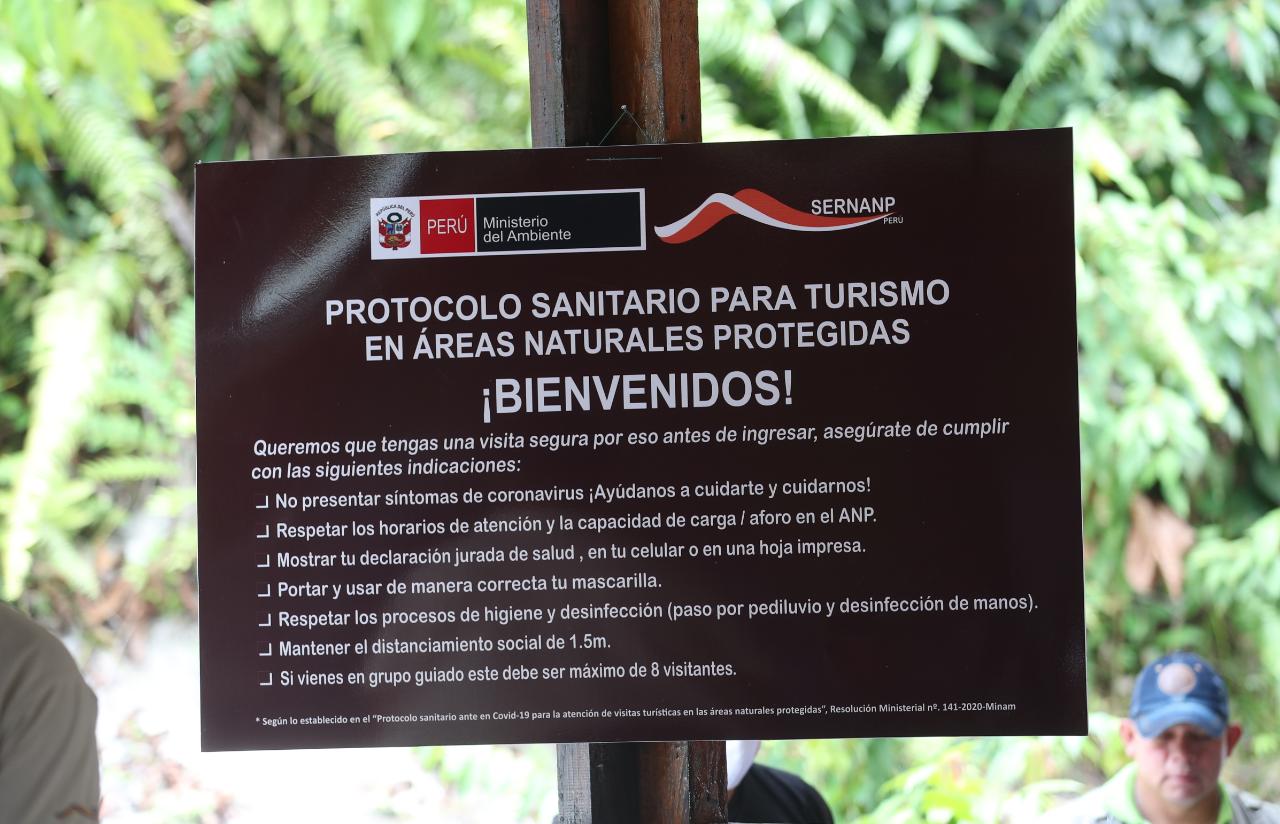 REPÚBLICA DEL PERÚ
PERÚ
Ministerio
del Ambiente
SERNANP
PERÚ
PROTOCOLO SANITARIO PARA TURISMO
EN ÁREAS NATURALES PROTEGIDAS
¡BIENVENIDOS!
Queremos que tengas una visita segura por eso antes de ingresar, asegúrate de cumplir
con las siguientes indicaciones:
No presentar síntomas de coronavirus ¡Ayúdanos a cuidarte y cuidarnos!
Respetar los horarios de atención y la capacidad de carga / aforo en el ANP.
Mostrar tu declaración jurada de salud , en tu celular o en una hoja impresa.
Portar y usar de manera correcta tu mascarilla.
Respetar los procesos de higiene y desinfección (paso por pediluvio y desinfección de manos).
Mantener el distanciamiento social de 1.5m.
Si vienes en grupo guiado este debe ser máximo de 8 visitantes.
* Según lo establecido en el "Protocolo sanitario ante en Covid-19 para la atención de visitas turísticas en las áreas naturales protegidas", Resolución Ministerial nº. 141-2020-Minam